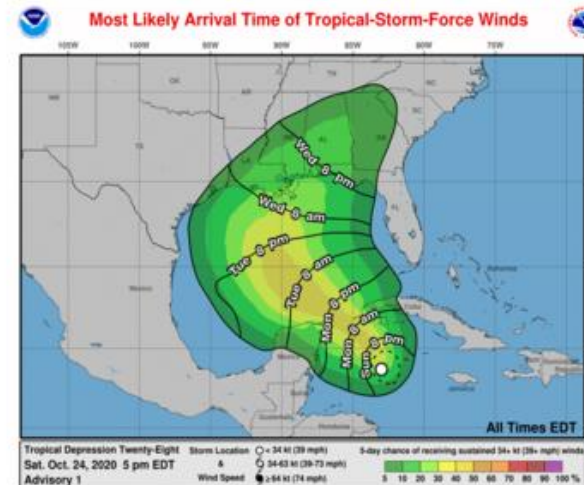 Most Likely Arrival Time of Tropical-Storm-Force Winds
100W 90W 85W 80W 70W
Wed 8 pm
Wed 8 am
Tue 8 pm
Tue 8 am
Mon 8 pm
Mon 8 am
Sun 8 pm
Mexico
Bahamas
Jamaica
All Times EDT
Tropical Depression Twenty-Eight
Sat. Oct. 24, 2020 5 pm EDT
Advisory 1
Storm Location
&
Wind Speed
< 34 kt (39 mph)
34-63 kt (39-73 mph)
≥ 64 kt (74 mph)
5-day chance of receiving sustained 34+ kt (39+ mph) winds
5 10 20 30 40 50 60 70 80 90 100 %